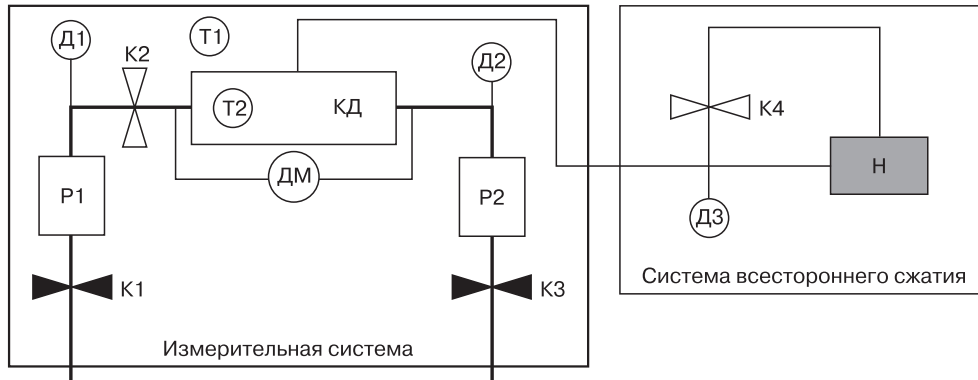 Д1
К2
Т1
Т2
КД
Д2
ДМ
Р1
Р2
К1
К3
Измерительная система
К4
Н
Д3
Система всестороннего сжатия